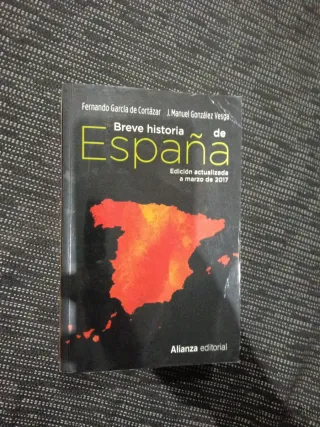 Fernando García de Cortázar J. Manuel González Vesga
Breve historia de
España
Edición actualizada
a marzo de 2017
Alianza editorial